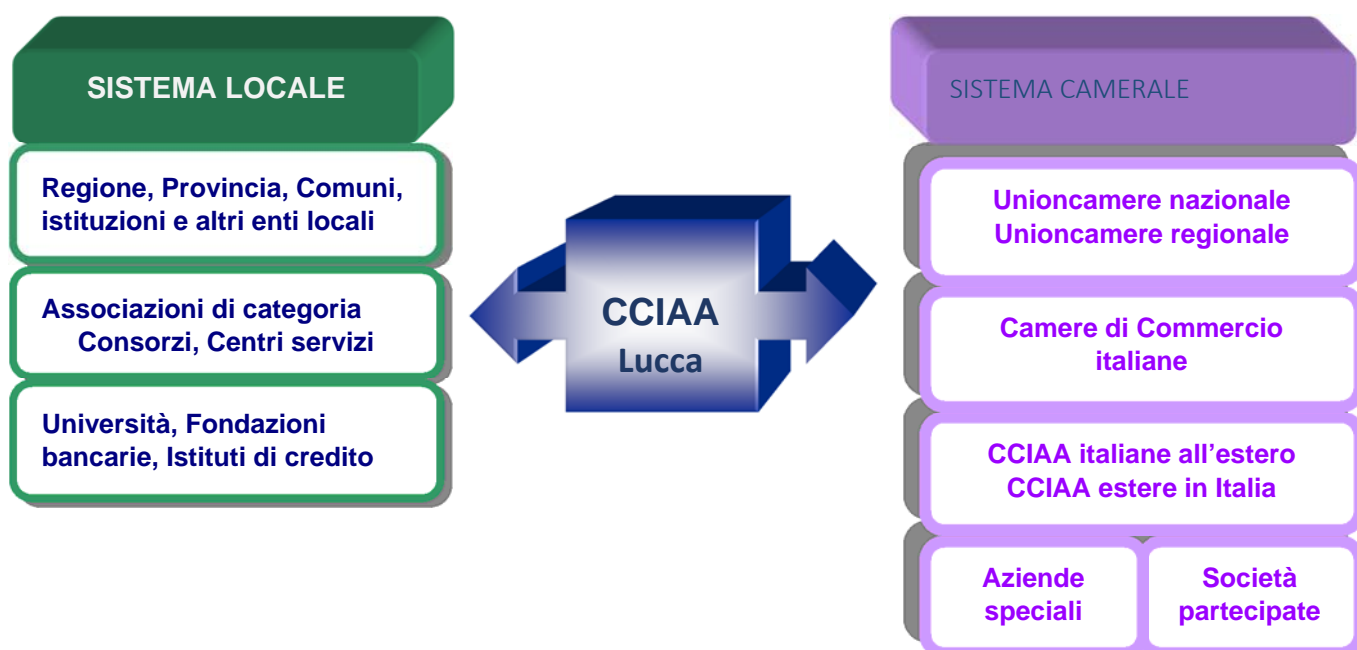 SISTEMA LOCALE
Regione, Provincia, Comuni,
istituzioni e altri enti locali
Associazioni di categoria
Consorzi, Centri servizi
Università, Fondazioni
bancarie, Istituti di credito
CCIAA
Lucca
SISTEMA CAMERALE
Unioncamere nazionale
Unioncamere regionale
Camere di Commercio
italiane
CCIAA italiane all’estero
CCIAA estere in Italia
Aziende
speciali
Società
partecipate